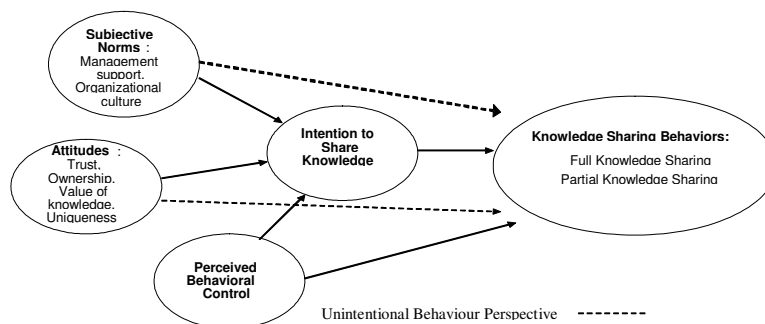 Subjective
Norms :
Management
support,
Organizational
culture
Attitudes :
Trust,
Ownership,
Value of
knowledge,
Uniqueness
Intention to
Share
Knowledge
Perceived
Behavioral
Control
Knowledge Sharing Behaviors:
Full Knowledge Sharing
Partial Knowledge Sharing
Unintentional Behaviour Perspective